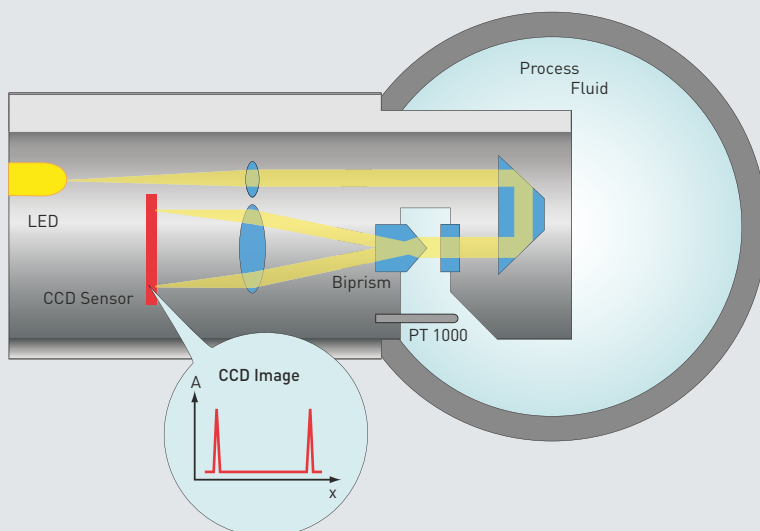 Process
Fluid
LED
CCD Sensor
Biprism
PT 1000
CCD Image
A
x